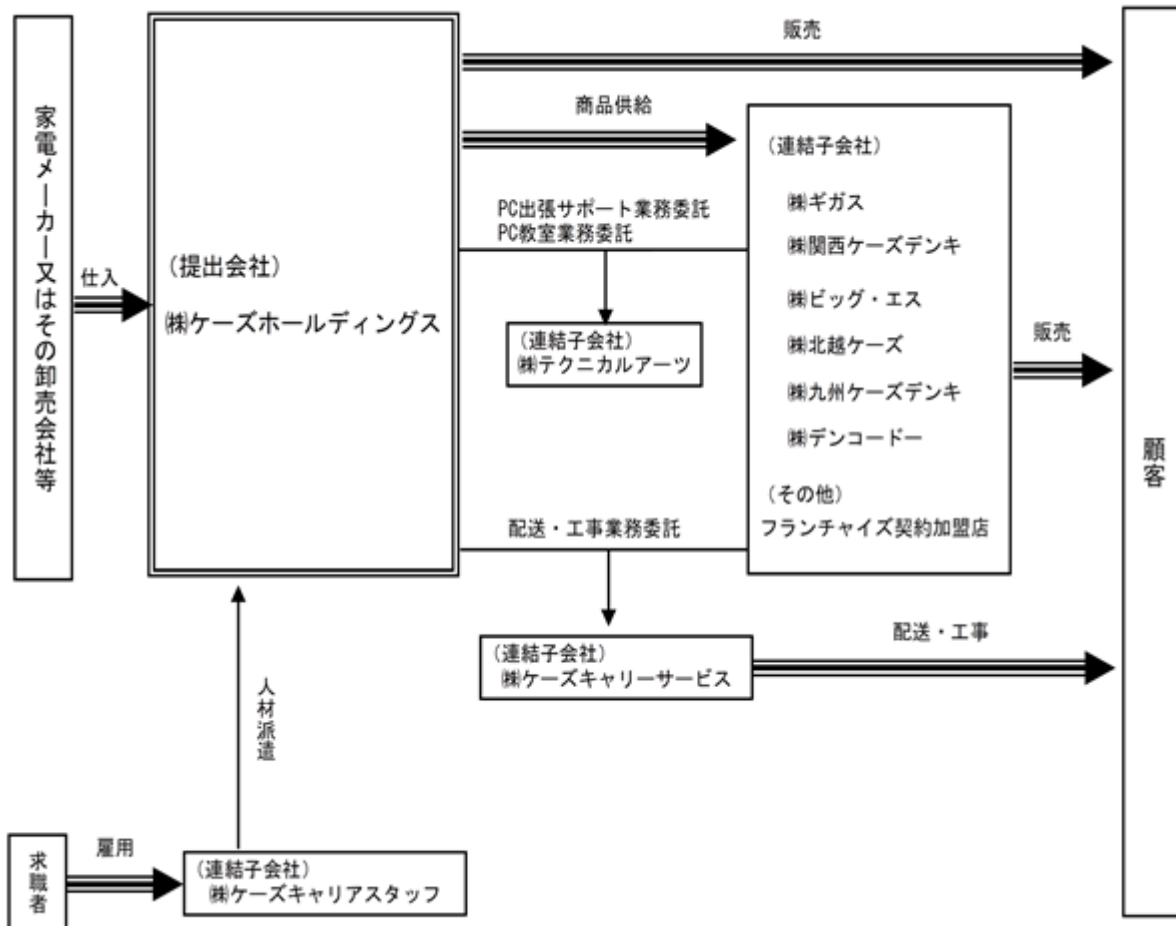 家電メーカー又はその卸売会社等
仕入
(提出会社)
㈱ケーズホールディングス
販売
商品供給
PC出張サポート業務委託
PC教室業務委託
(連結子会社)
㈱テクニカルアーツ
(連結子会社)
㈱ギガス
㈱関西ケーズデンキ
㈱ビッグ・エス
㈱北越ケーズ
㈱九州ケーズデンキ
㈱デンコードー
(その他)
フランチャイズ契約加盟店
販売
顧客
配送・工事業務委託
(連結子会社)
㈱ケーズキャリーサービス
配送・工事
人材派遣
求職者
雇用
(連結子会社)
㈱ケーズキャリアスタッフ